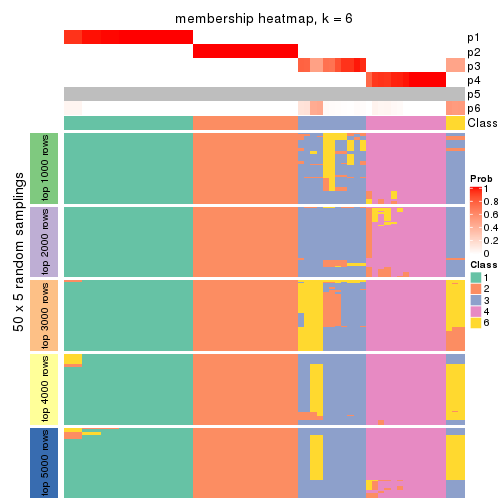 membership heatmap, k = 6
p1
p2
p3
p4
p5
p6
Class
50 x 5 random samplings
top 1000 rows
top 2000 rows
top 3000 rows
top 4000 rows
top 5000 rows
Prob
1
0.8
0.6
0.4
0.2
0
Class
1
2
3
4
6